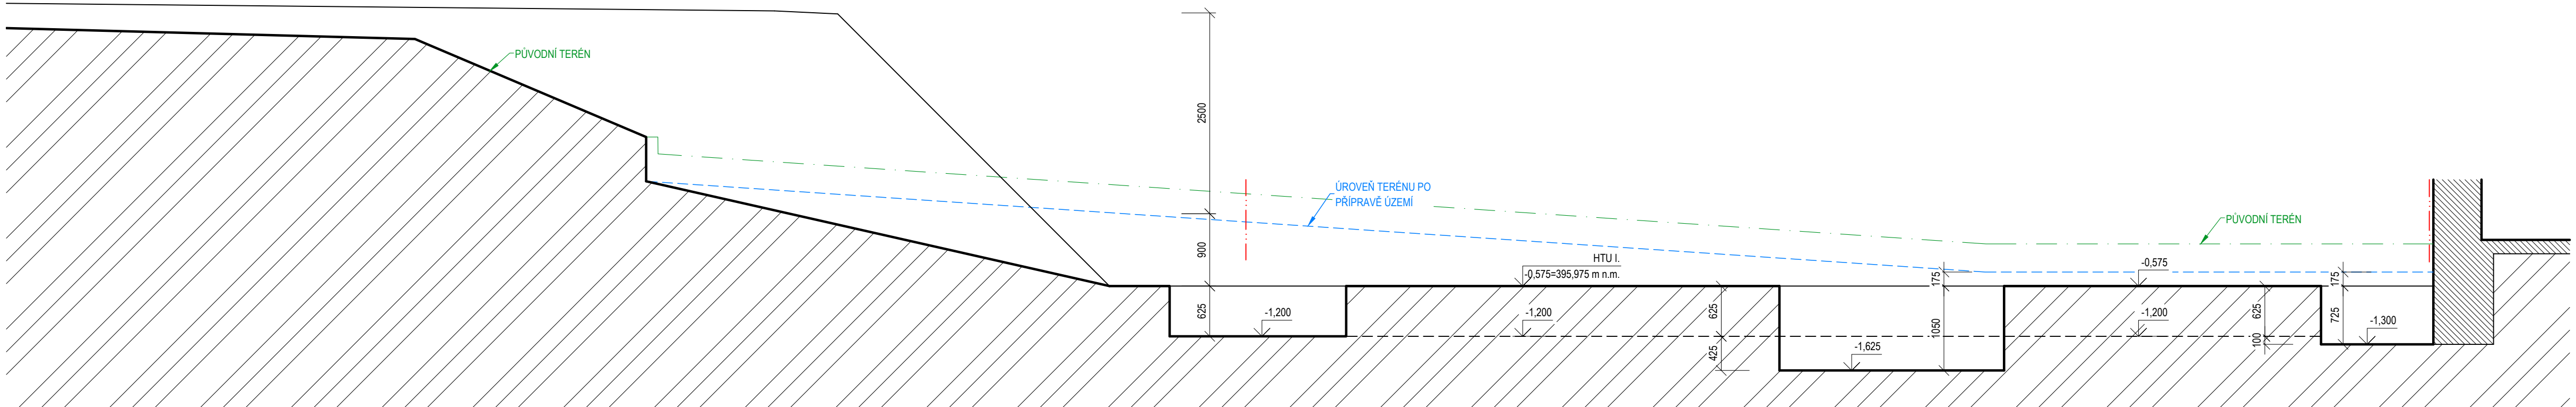 PŮVODNÍ TERÉN
2500
ÚROVEŇ TERÉNU PO
PŘÍPRAVĚ ÚZEMÍ
PŮVODNÍ TERÉN
900
HTU I.
-0,575=395,975 m n.m.
175
-0,575
175
625
-1,200
-1,200
625
425
-1,625
1050
-1,200
625
100
725
-1,300